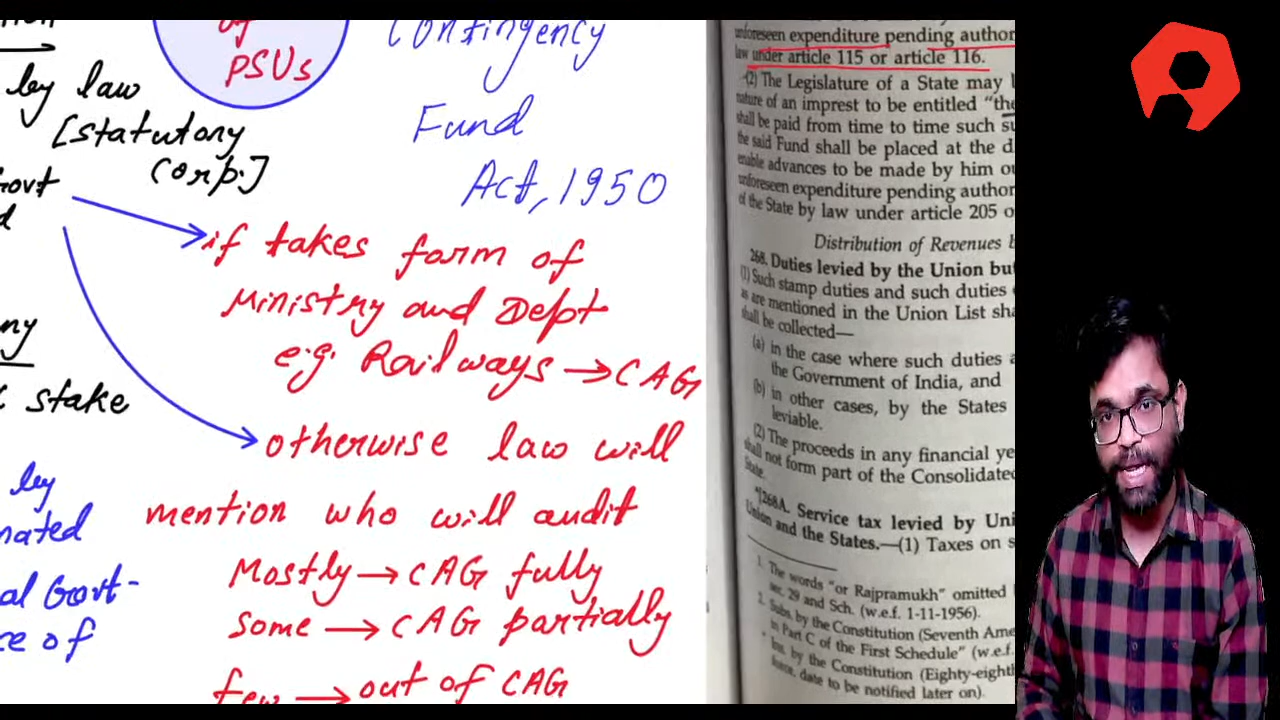 PSUs
by law
[statutory
corp.]
Govt
stake
by
Govt-
of
Contingency
Fund
Act, 1950
if takes form of
Ministry and Dept
e.g. Railways → CAG
otherwise law will
mention who will audit
Mostly → CAG fully
some → CAG partially
few → out of CAG
unforeseen expenditure pending author
law under article 115 or article 116.
(2) The Legislature of a State may
nature of an imprest to be entitled “the
shall be paid from time to time such su
the said Fund shall be placed at the d
enable advances to be made by him ou
unforeseen expenditure pending author
of the State by law under article 205 o
Distribution of Revenues b
268. Duties levied by the Union bu
(1) Such stamp duties and such duties
as are mentioned in the Union List sha
shall be collected—
(a) in the case where such duties a
the Government of India, and
(b) in other cases, by the States
leviable.
(2) The proceeds in any financial ye
shall not form part of the Consolidate
State.
[268A. Service tax levied by Uni
Union and the States.—(1) Taxes on s
1. The words “or Rajpramukh” omitted
sec. 29 and Sch. (w.e.f. 1-11-1956).
2. Subs. by the Constitution (Seventh Ame
in Part C of the First Schedule” (w.e.f.
* Ins. by the Constitution (Eighty-eighth
force, date to be notified later on).